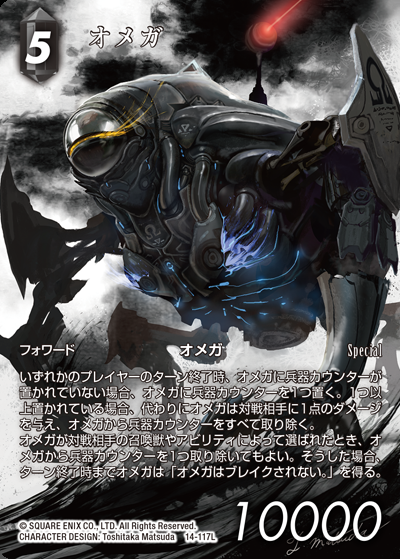 5
オメガ
フォワード
オメガ
Special
いずれかのプレイヤーのターン終了時、オメガに兵器カウンターが
置かれていない場合、オメガに兵器カウンターを1つ置く。1つ以
上置かれている場合、代わりにオメガは対戦相手に1点のダメージ
を与え、オメガから兵器カウンターをすべて取り除く。
オメガが対戦相手の召喚獣やアビリティによって選ばれたとき、オ
メガから兵器カウンターを1つ取り除いてもよい。そうした場合、
ターン終了時までオメガは「オメガはブレイクされない。」を得る。
© SQUARE ENIX CO., LTD. All Rights Reserved.
CHARACTER DESIGN: Toshitaka Matsuda
14-117L
10000